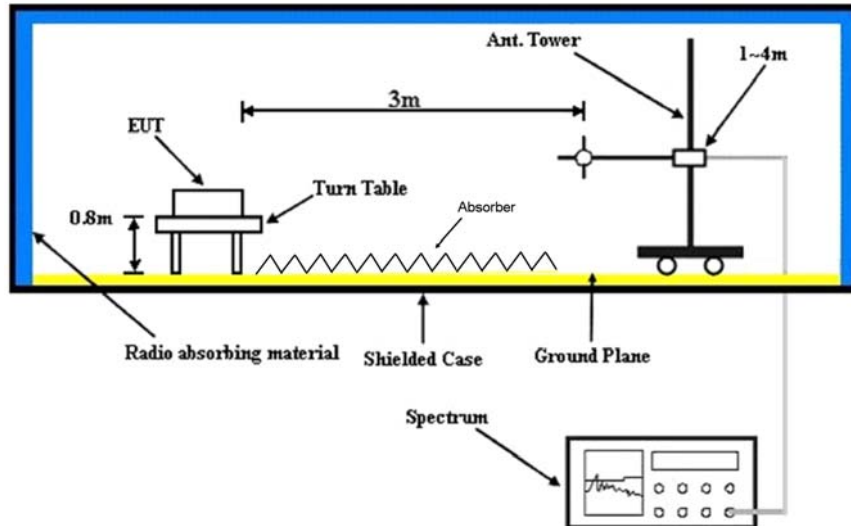 Ant. Tower
1~4m
3m
EUT
Turn Table
0.8m
Absorber
Radio absorbing material
Shielded Case
Ground Plane
Spectrum